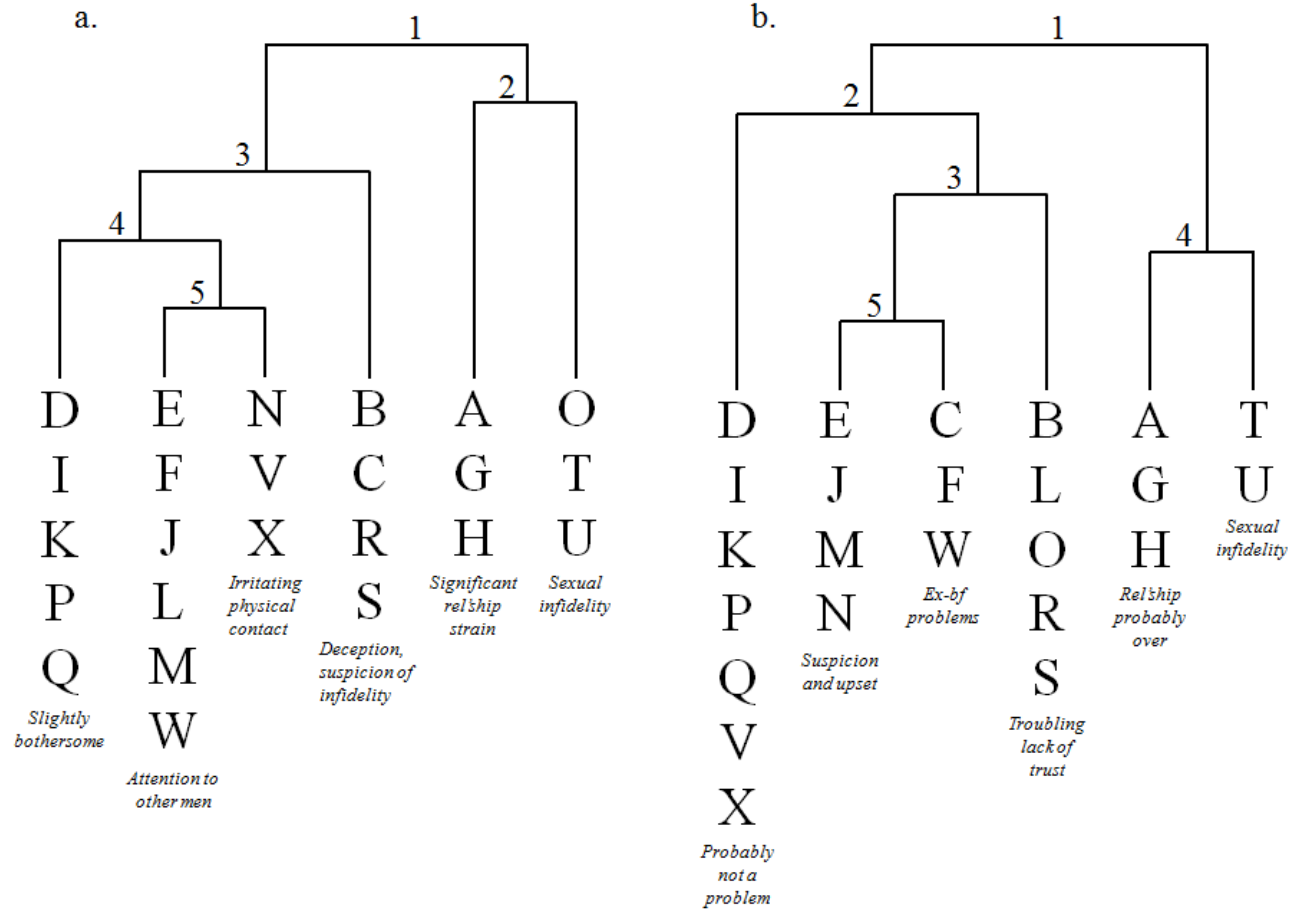 a.
1
2
3
4
5
D
I
K
P
Q
Slightly
bothersome
E
F
J
L
M
W
Attention to
other men
N
V
X
Irritating
physical
contact
B
C
R
S
Deception,
suspicion of
infidelity
A
G
H
Significant
rel'ship
strain
O
T
U
Sexual
infidelity
b.
1
2
3
4
5
D
I
K
P
Q
V
X
Probably
not a
problem
E
J
M
N
Suspicion
and upset
C
F
W
Ex-bf
problems
B
L
O
R
S
Troubling
lack of
trust
A
G
H
Rel'ship
probably
over
T
U
Sexual
infidelity